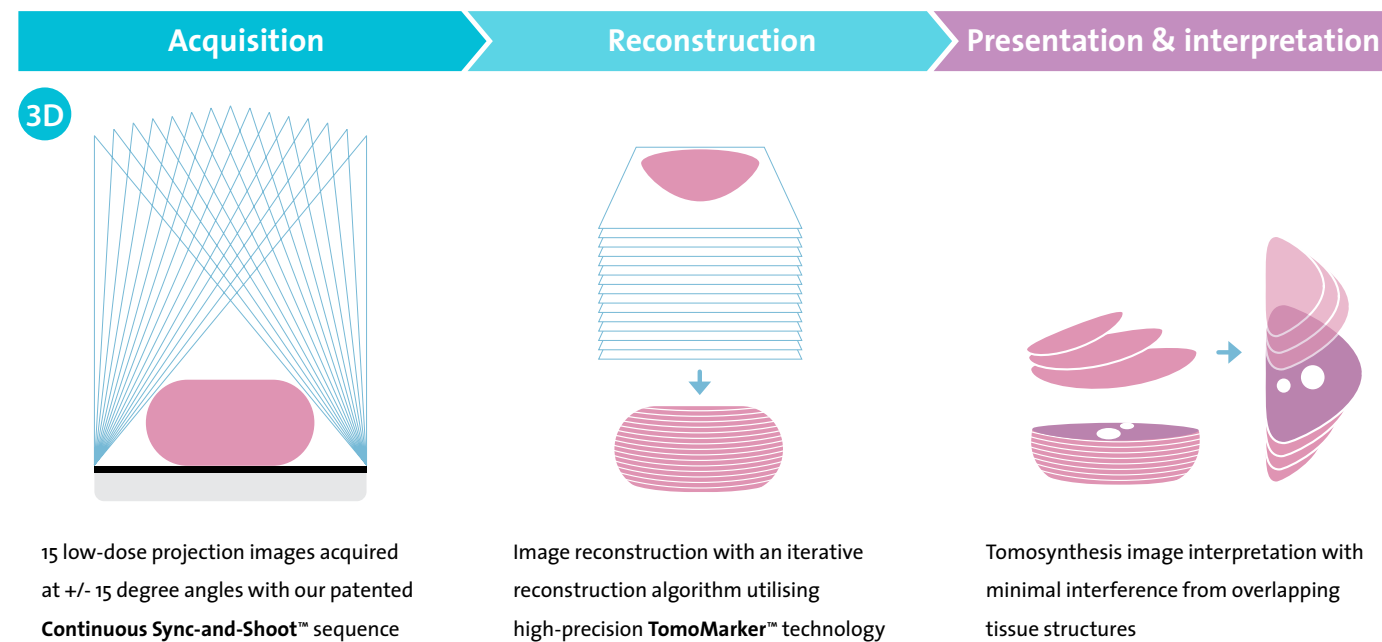 Acquisition
Reconstruction
Presentation & interpretation
3D
15 low-dose projection images acquired
at +/- 15 degree angles with our patented
Continuous Sync-and-Shoot™ sequence
Image reconstruction with an iterative
reconstruction algorithm utilising
high-precision TomoMarker™ technology
Tomosynthesis image interpretation with
minimal interference from overlapping
tissue structures